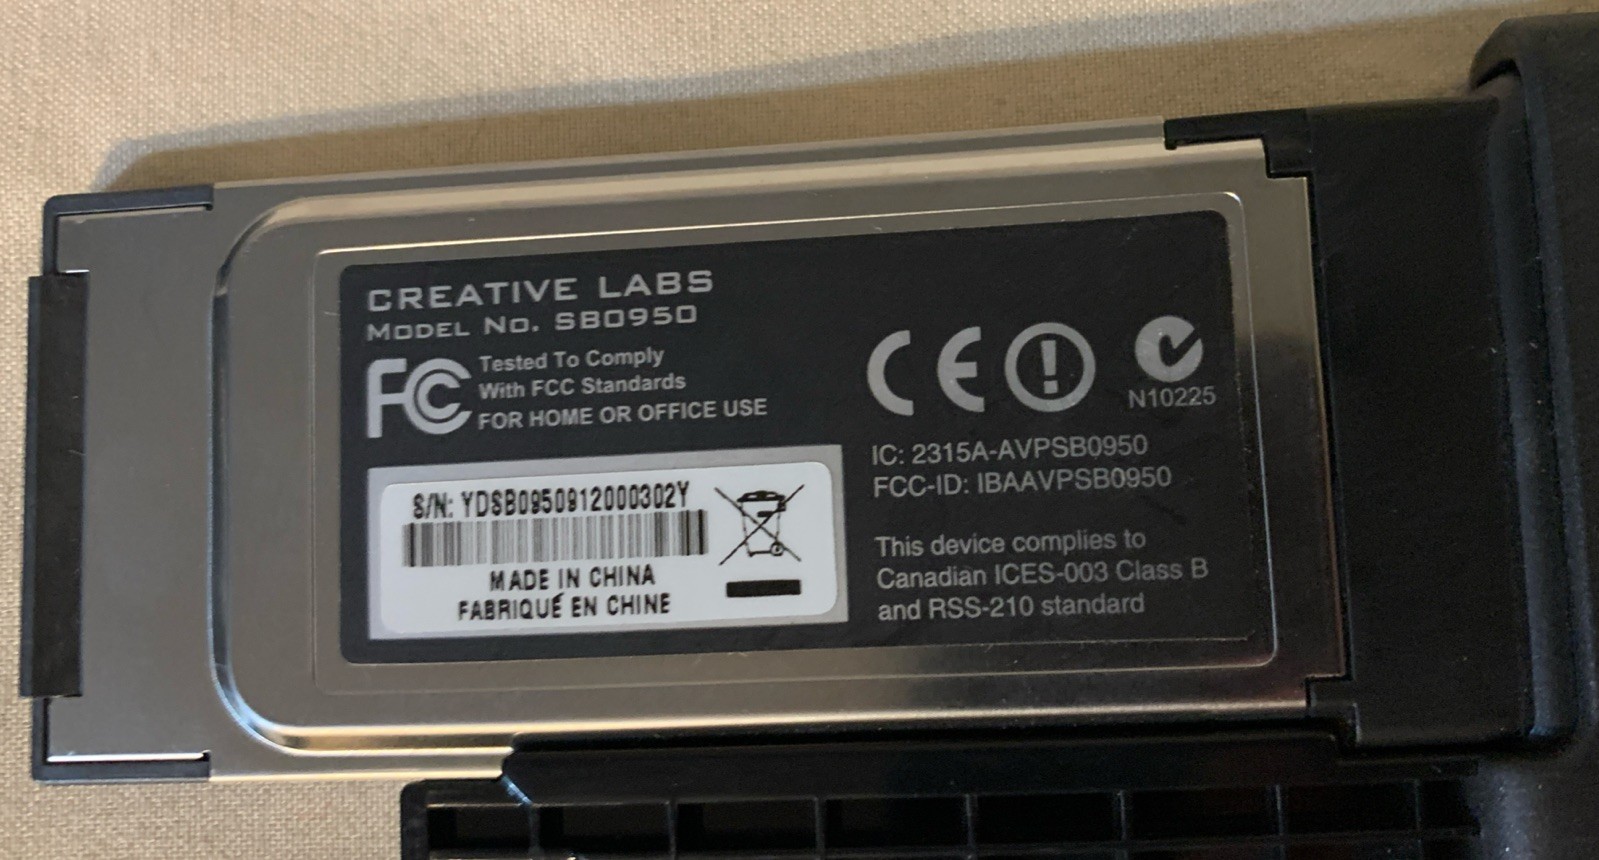 CREATIVE LABS
MODEL NO. SB0950
FC Tested To Comply
With FCC Standards
FOR HOME OR OFFICE USE
S/N: YDSB0950912000302Y
MADE IN CHINA
FABRIQUÉ EN CHINE
CE
N10225
IC: 2315A-AVPSB0950
FCC-ID: IBAAVPSB0950
This device complies to
Canadian ICES-003 Class B
and RSS-210 standard